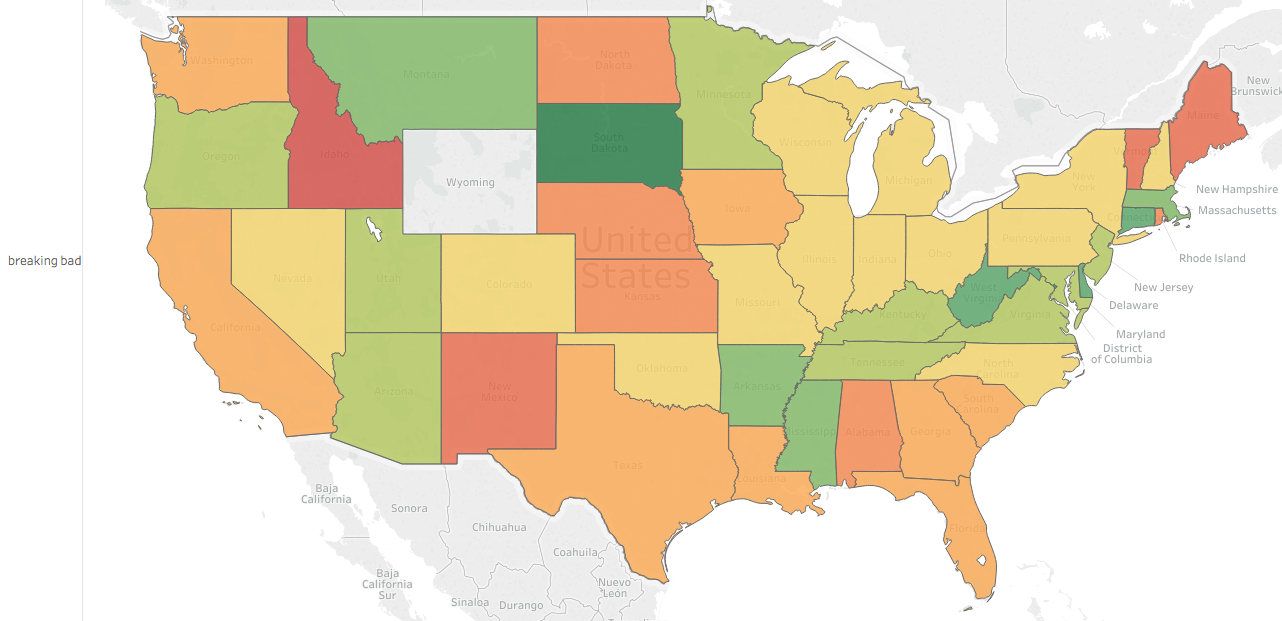 New
Brunswick
Washington
Montana
North
Dakota
Minnesota
South
Dakota
Oregon
Idaho
Wyoming
Wisconsin
Michigan
Maine
Vermont
New
York
New Hampshire
Massachusetts
Connecticut
Rhode Island
Iowa
United
States
breaking bad
Nevada
Utah
Colorado
Kansas
Missouri
Illinois
Indiana
Ohio
Pennsylvania
New Jersey
Delaware
Maryland
District
of Columbia
West
Virginia
Virginia
Kentucky
California
Arizona
New
Mexico
Oklahoma
Arkansas
Tennessee
North
Carolina
South
Carolina
Mississippi
Alabama
Georgia
Texas
Louisiana
Florida
Baja
California
Sonora
Chihuahua
Coahuila
Baja
California
Sur
Sinaloa
Durango
Nuevo
León